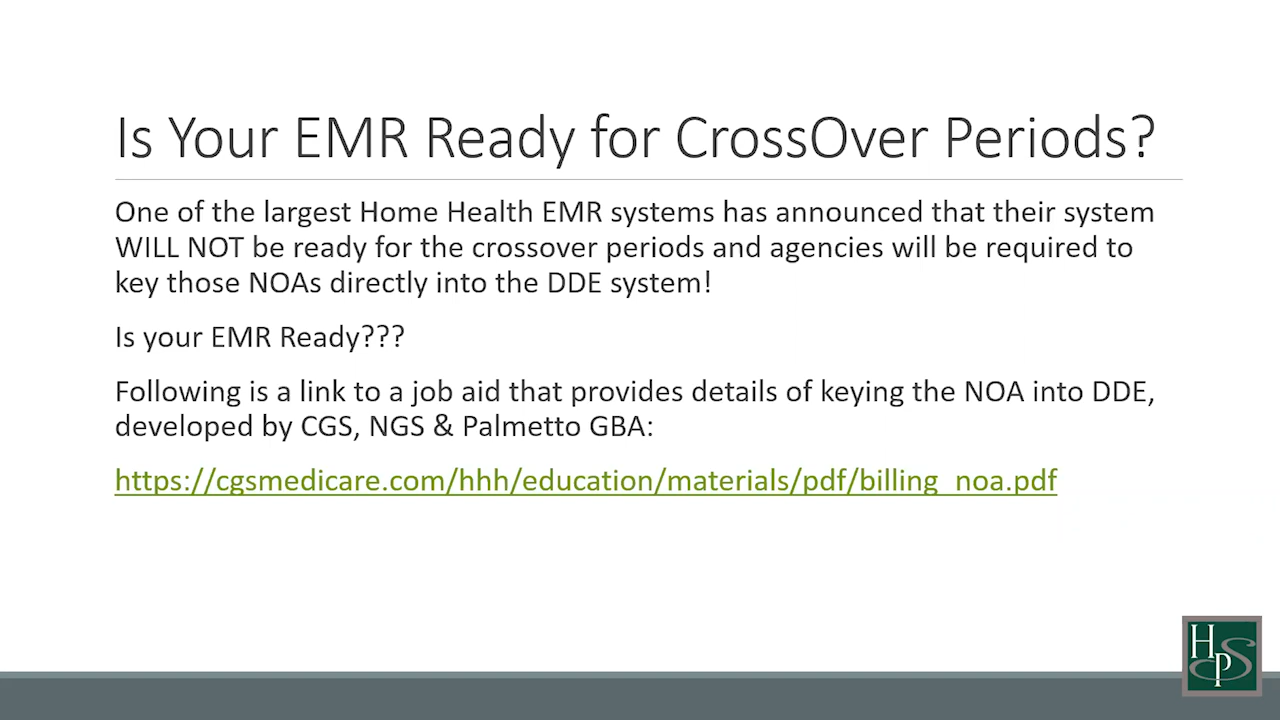 Is Your EMR Ready for CrossOver Periods?
One of the largest Home Health EMR systems has announced that their system
WILL NOT be ready for the crossover periods and agencies will be required to
key those NOAs directly into the DDE system!
Is your EMR Ready???
Following is a link to a job aid that provides details of keying the NOA into DDE,
developed by CGS, NGS & Palmetto GBA:
https://cgsmedicare.com/hhh/education/materials/pdf/billing_noa.pdf
HPS